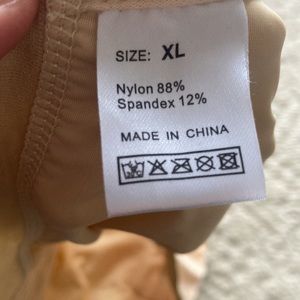 SIZE: XL
Nylon 88%
Spandex 12%
MADE IN CHINA